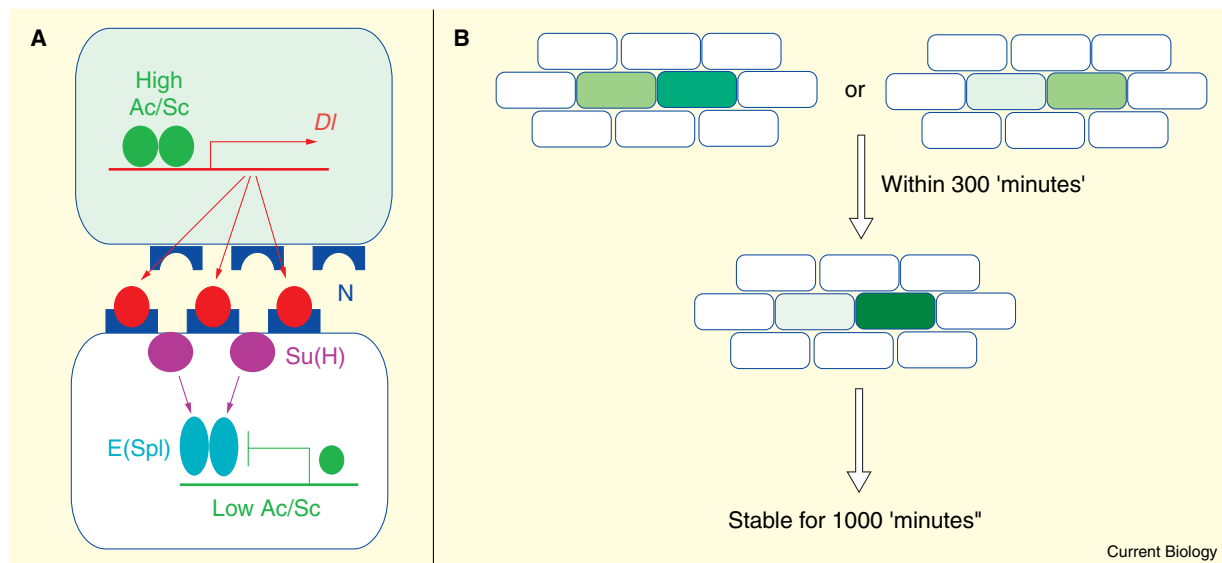 A
High
Ac/Sc
Dl
N
Su(H)
E(Spl)
Low Ac/Sc
B
or
Within 300 'minutes'
Stable for 1000 'minutes"
Current Biology